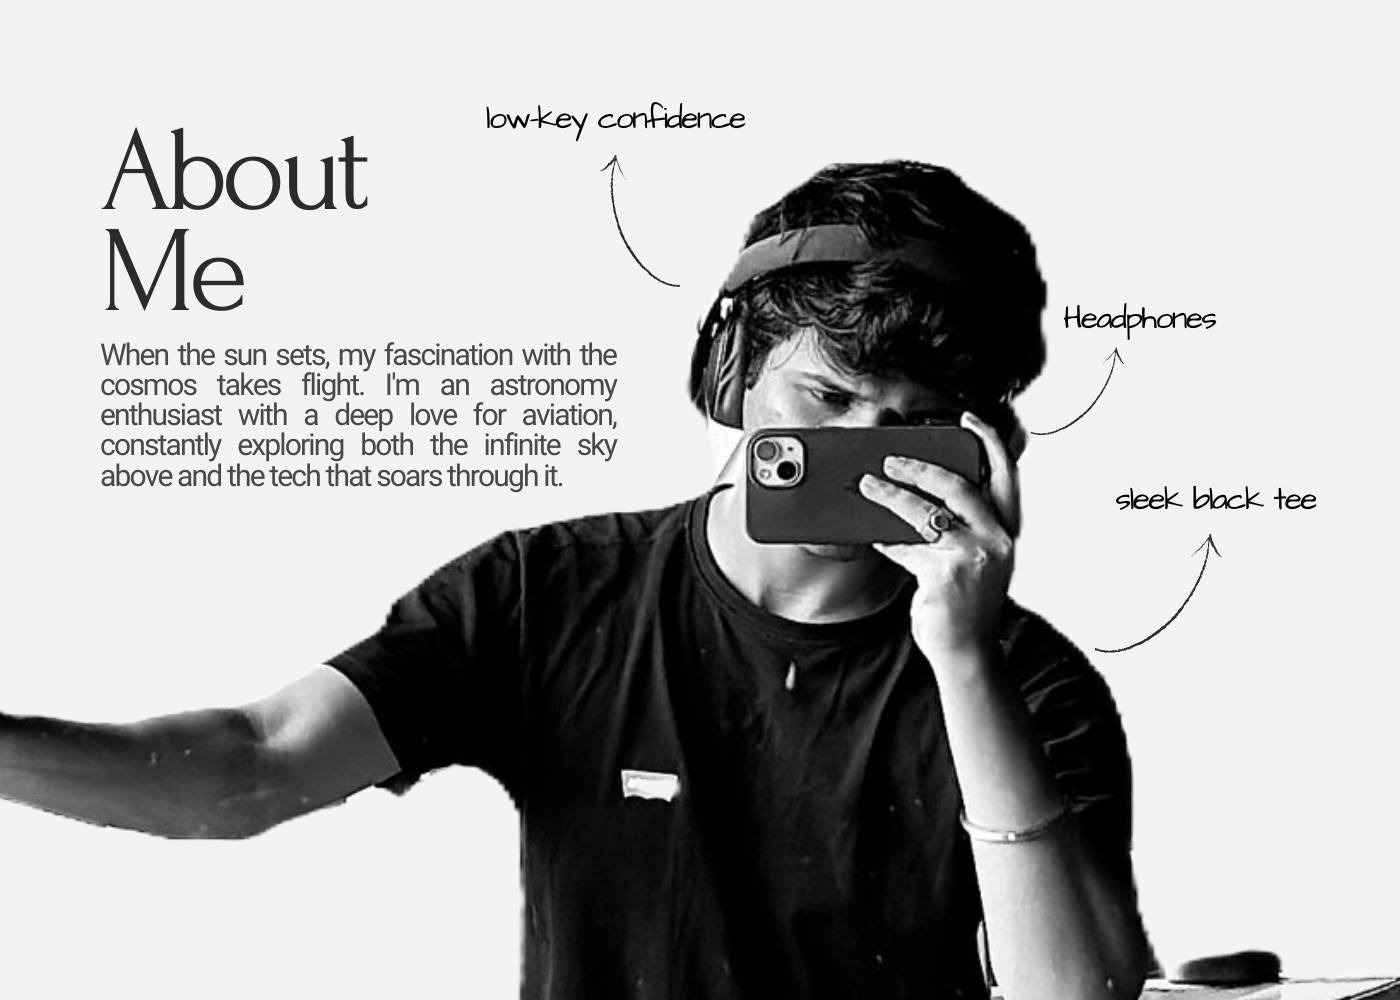 low-key confidence
About
Me
When the sun sets, my fascination with the
cosmos takes flight. I'm an astronomy
enthusiast with a deep love for aviation,
constantly exploring both the infinite sky
above and the tech that soars through it.
Headphones
sleek black tee